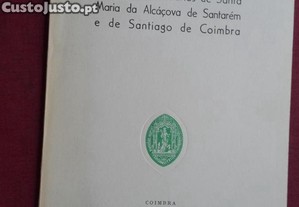 CustoJusto.pt
Maria da Alcáçova de Santarém
e de Santiago de Coimbra
COIMBRA